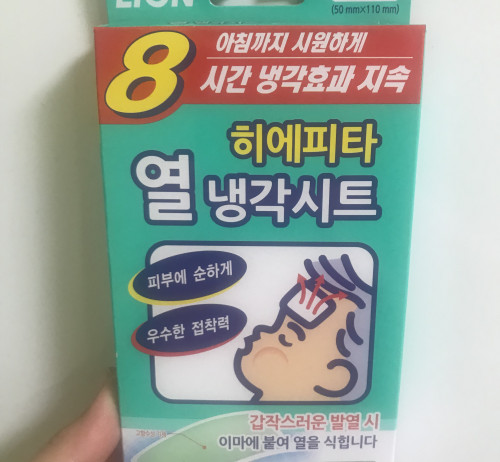 LION
(50 mm×110 mm)
아침까지 시원하게
8 시간 냉각효과 지속
히에피타
열 냉각시트
피부에 순하게
우수한 접착력
갑작스러운 발열 시
이마에 붙여 열을 식힙니다